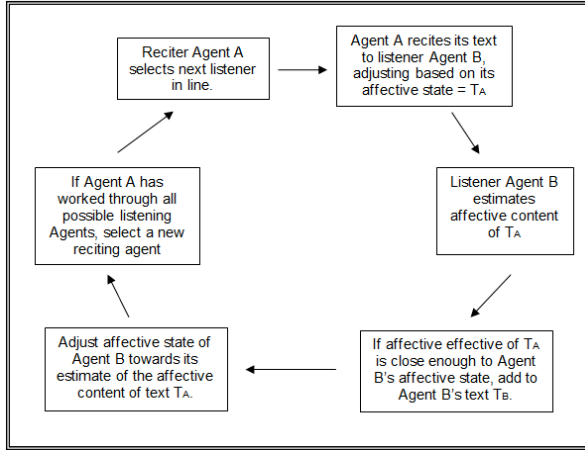 Reciter Agent A
selects next listener
in line.
Agent A recites its text
to listener Agent B,
adjusting based on its
affective state = TA
Listener Agent B
estimates
affective content
of TA
If affective effective of TA
is close enough to Agent
B's affective state, add to
Agent B's text TB.
Adjust affective state of
Agent B towards its
estimate of the affective
content of text TA.
If Agent A has
worked through all
possible listening
Agents, select a new
reciting agent